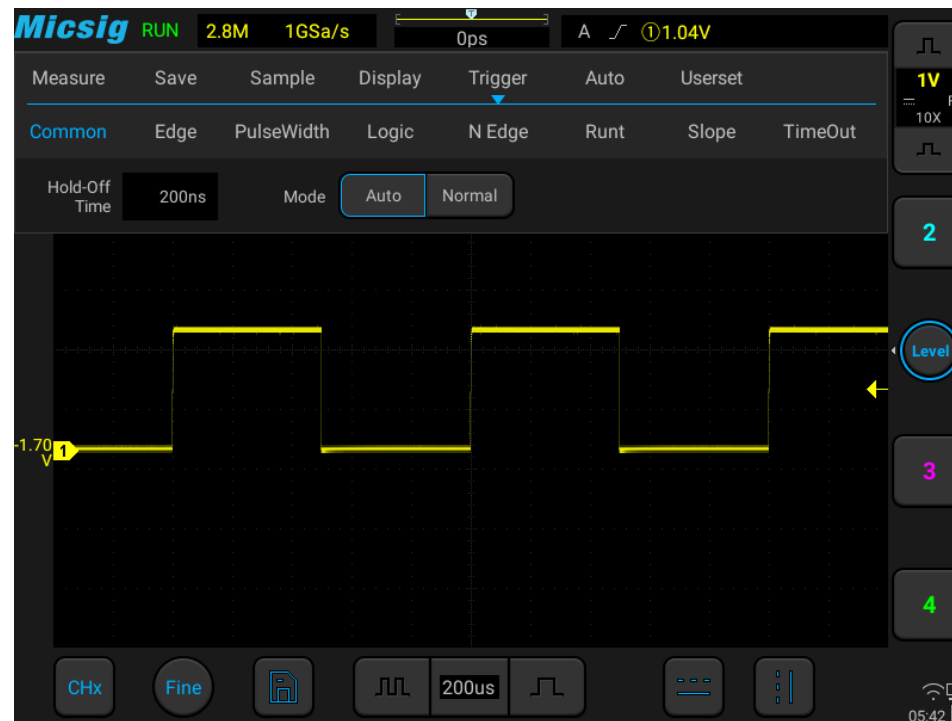 Micsig RUN 2.8M 1GSa/s T 0ps A ①1.04V
Measure Save Sample Display Trigger Auto Userset
1V
10X
Common Edge PulseWidth Logic N Edge Runt Slope TimeOut
Hold-Off Time 200ns Mode Auto Normal
2
Level
-1.70 V 1
3
4
CHx Fine 200us
05:42